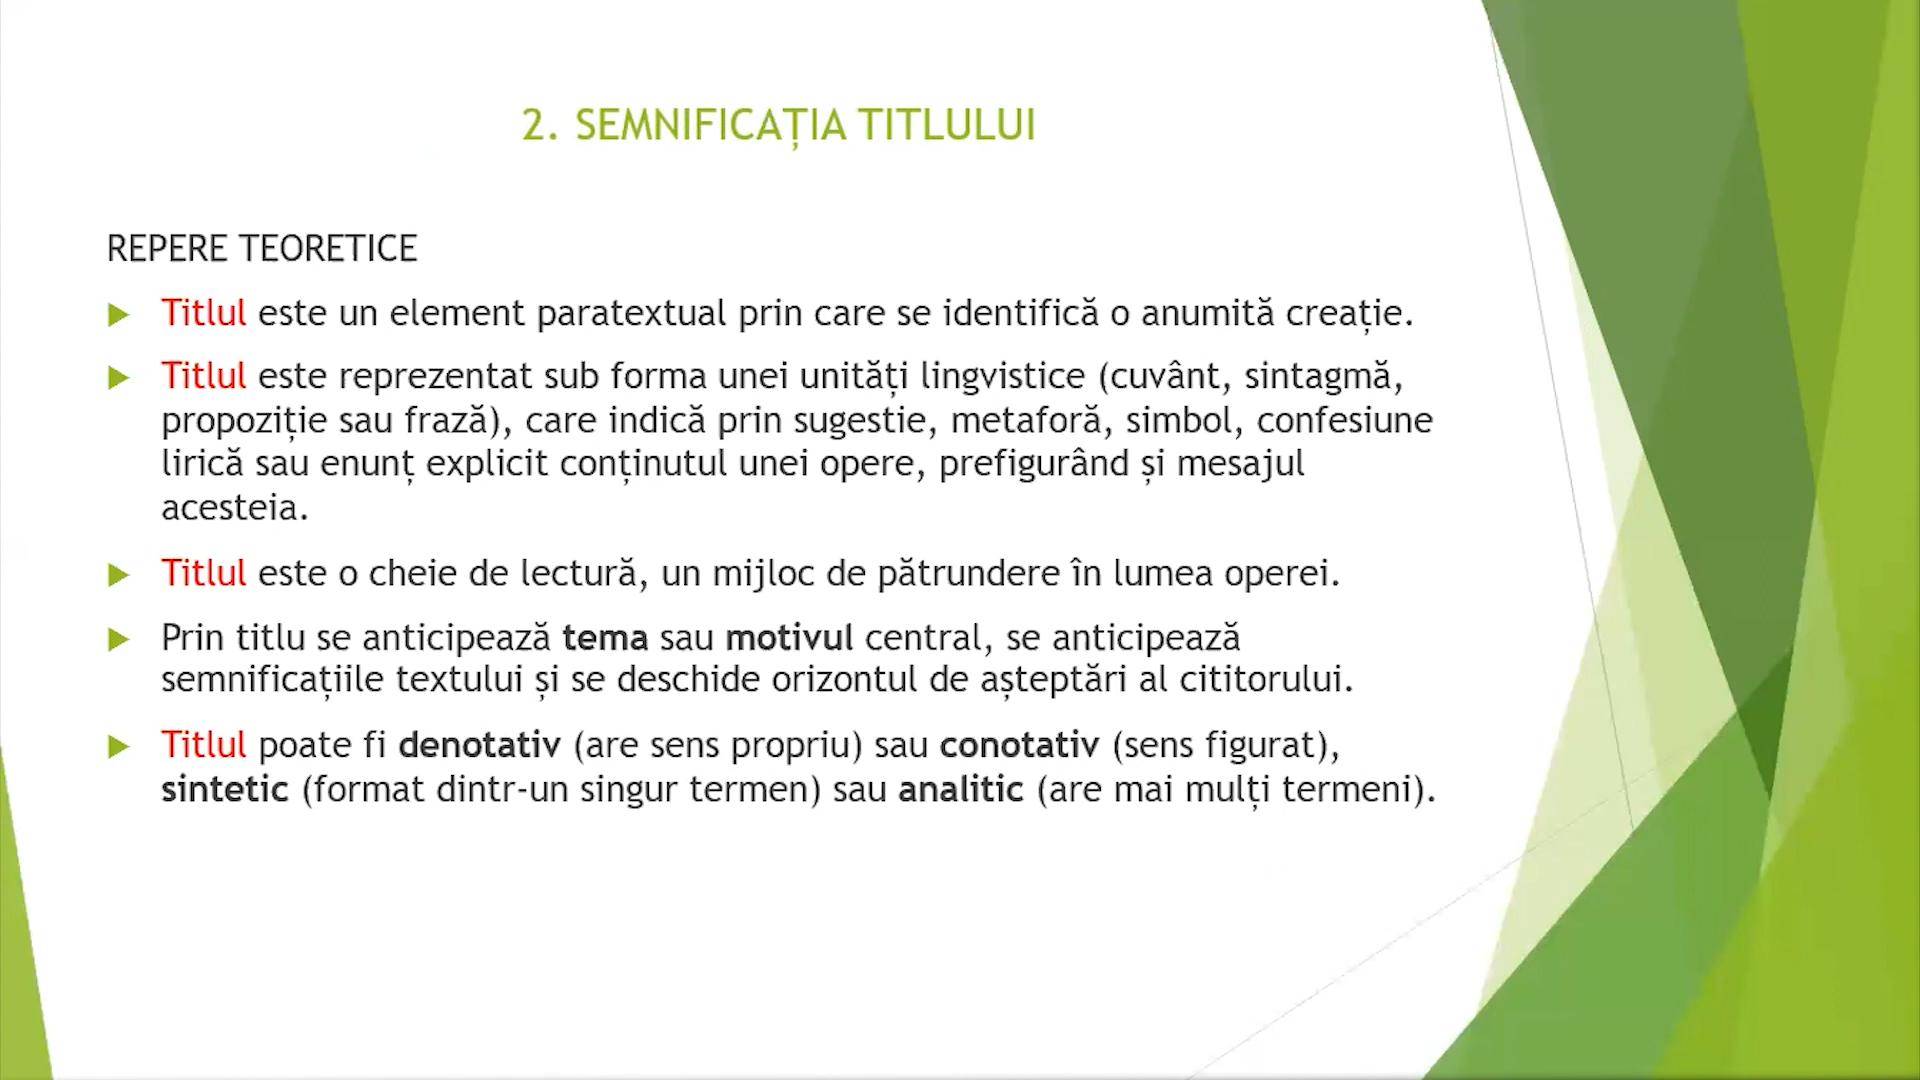 2. SEMNIFICAȚIA TITLULUI
REPERE TEORETICE
Titlul este un element paratextual prin care se identifică o anumită creație.
Titlul este reprezentat sub forma unei unități lingvistice (cuvânt, sintagmă,
propoziție sau frază), care indică prin sugestie, metaforă, simbol, confesiune
lirică sau enunț explicit conținutul unei opere, prefigurând și mesajul
acesteia.
Titlul este o cheie de lectură, un mijloc de pătrundere în lumea operei.
Prin titlu se anticipează tema sau motivul central, se anticipează
semnificațiile textului și se deschide orizontul de așteptări al cititorului.
Titlul poate fi denotativ (are sens propriu) sau conotativ (sens figurat),
sintetic (format dintr-un singur termen) sau analitic (are mai mulți termeni).